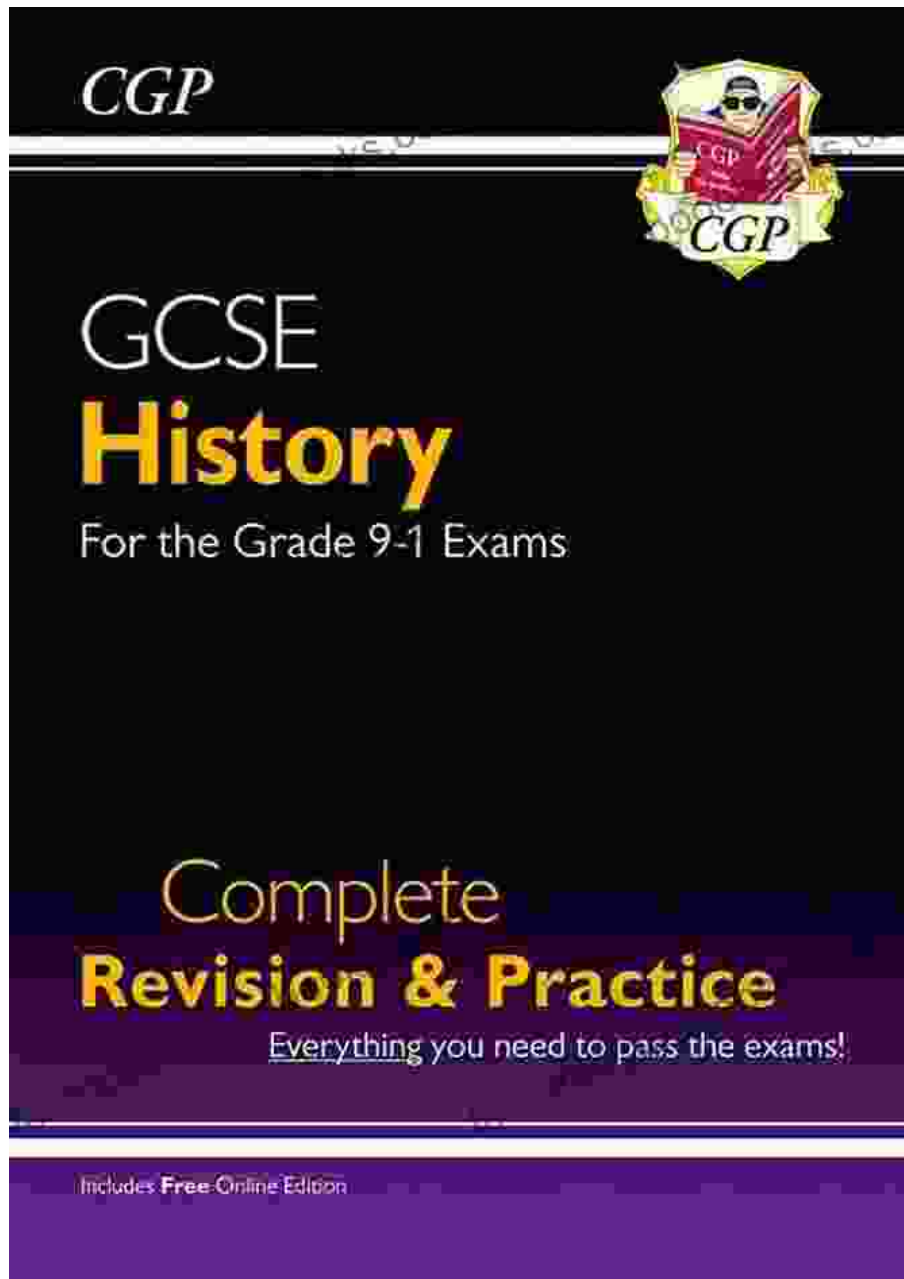 CGP
CGP
CGP
GCSE
History
For the Grade 9-1 Exams
Complete
Revision & Practice
Everything you need to pass the exams!
Includes Free Online Edition